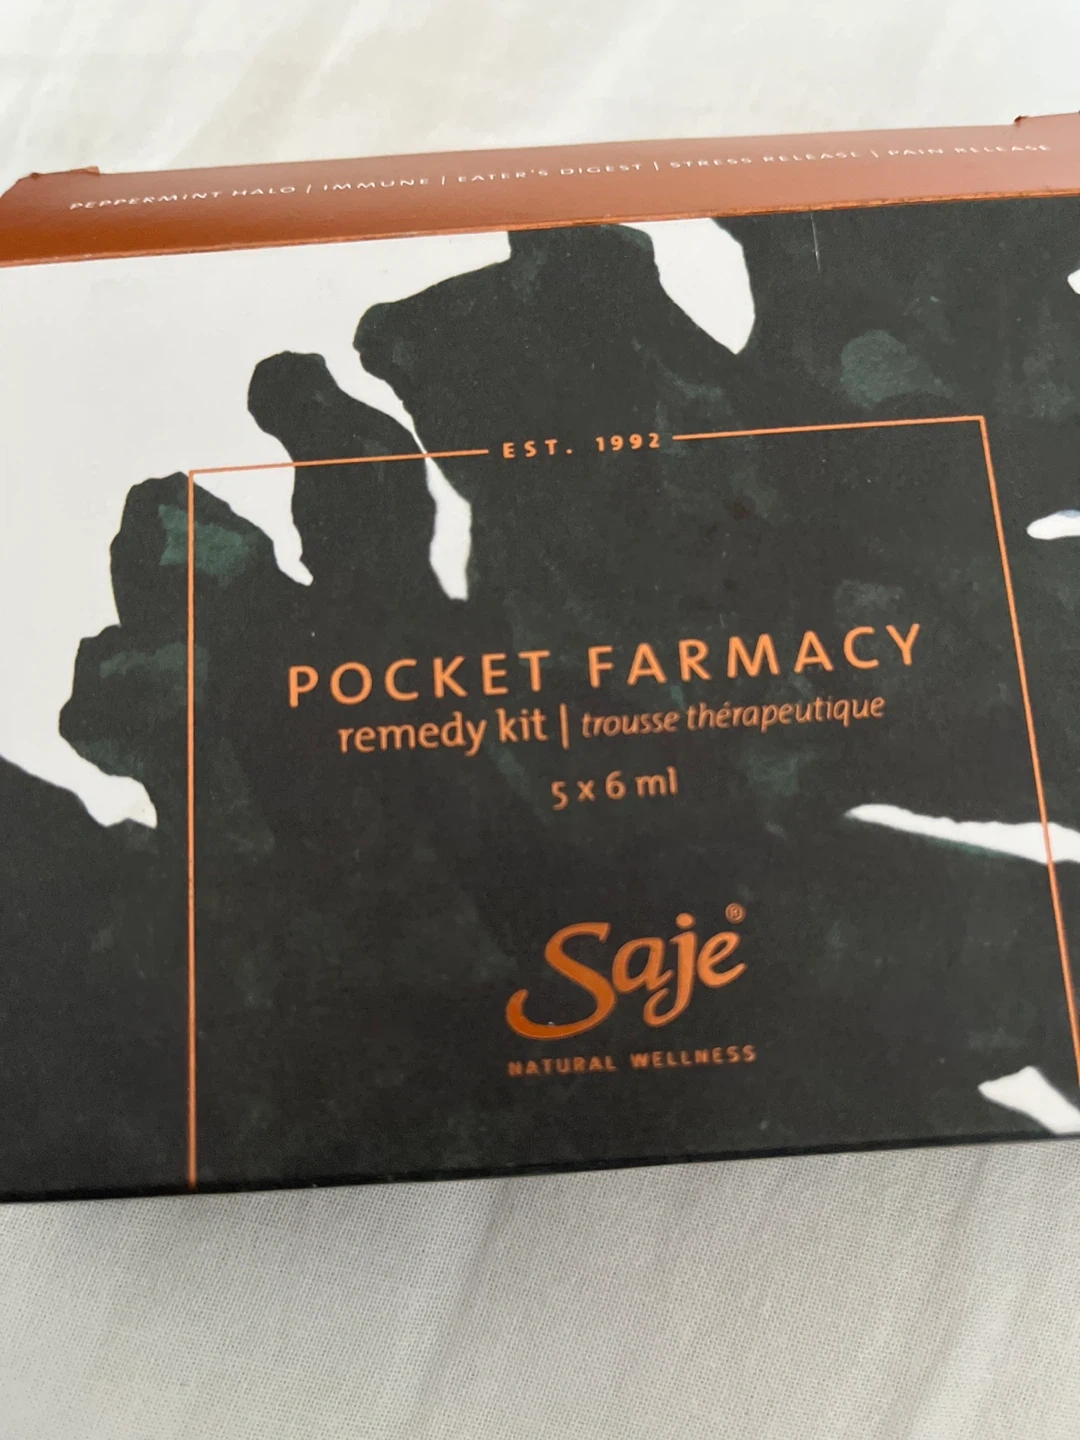 PEPPERMINT HALO | IMMUNE | EATER'S DIGEST | STRESS RELEASE | PAIN RELEASE
EST. 1992
POCKET FARMACY
remedy kit | trousse thérapeutique
5 x 6 ml
Saje®
NATURAL WELLNESS